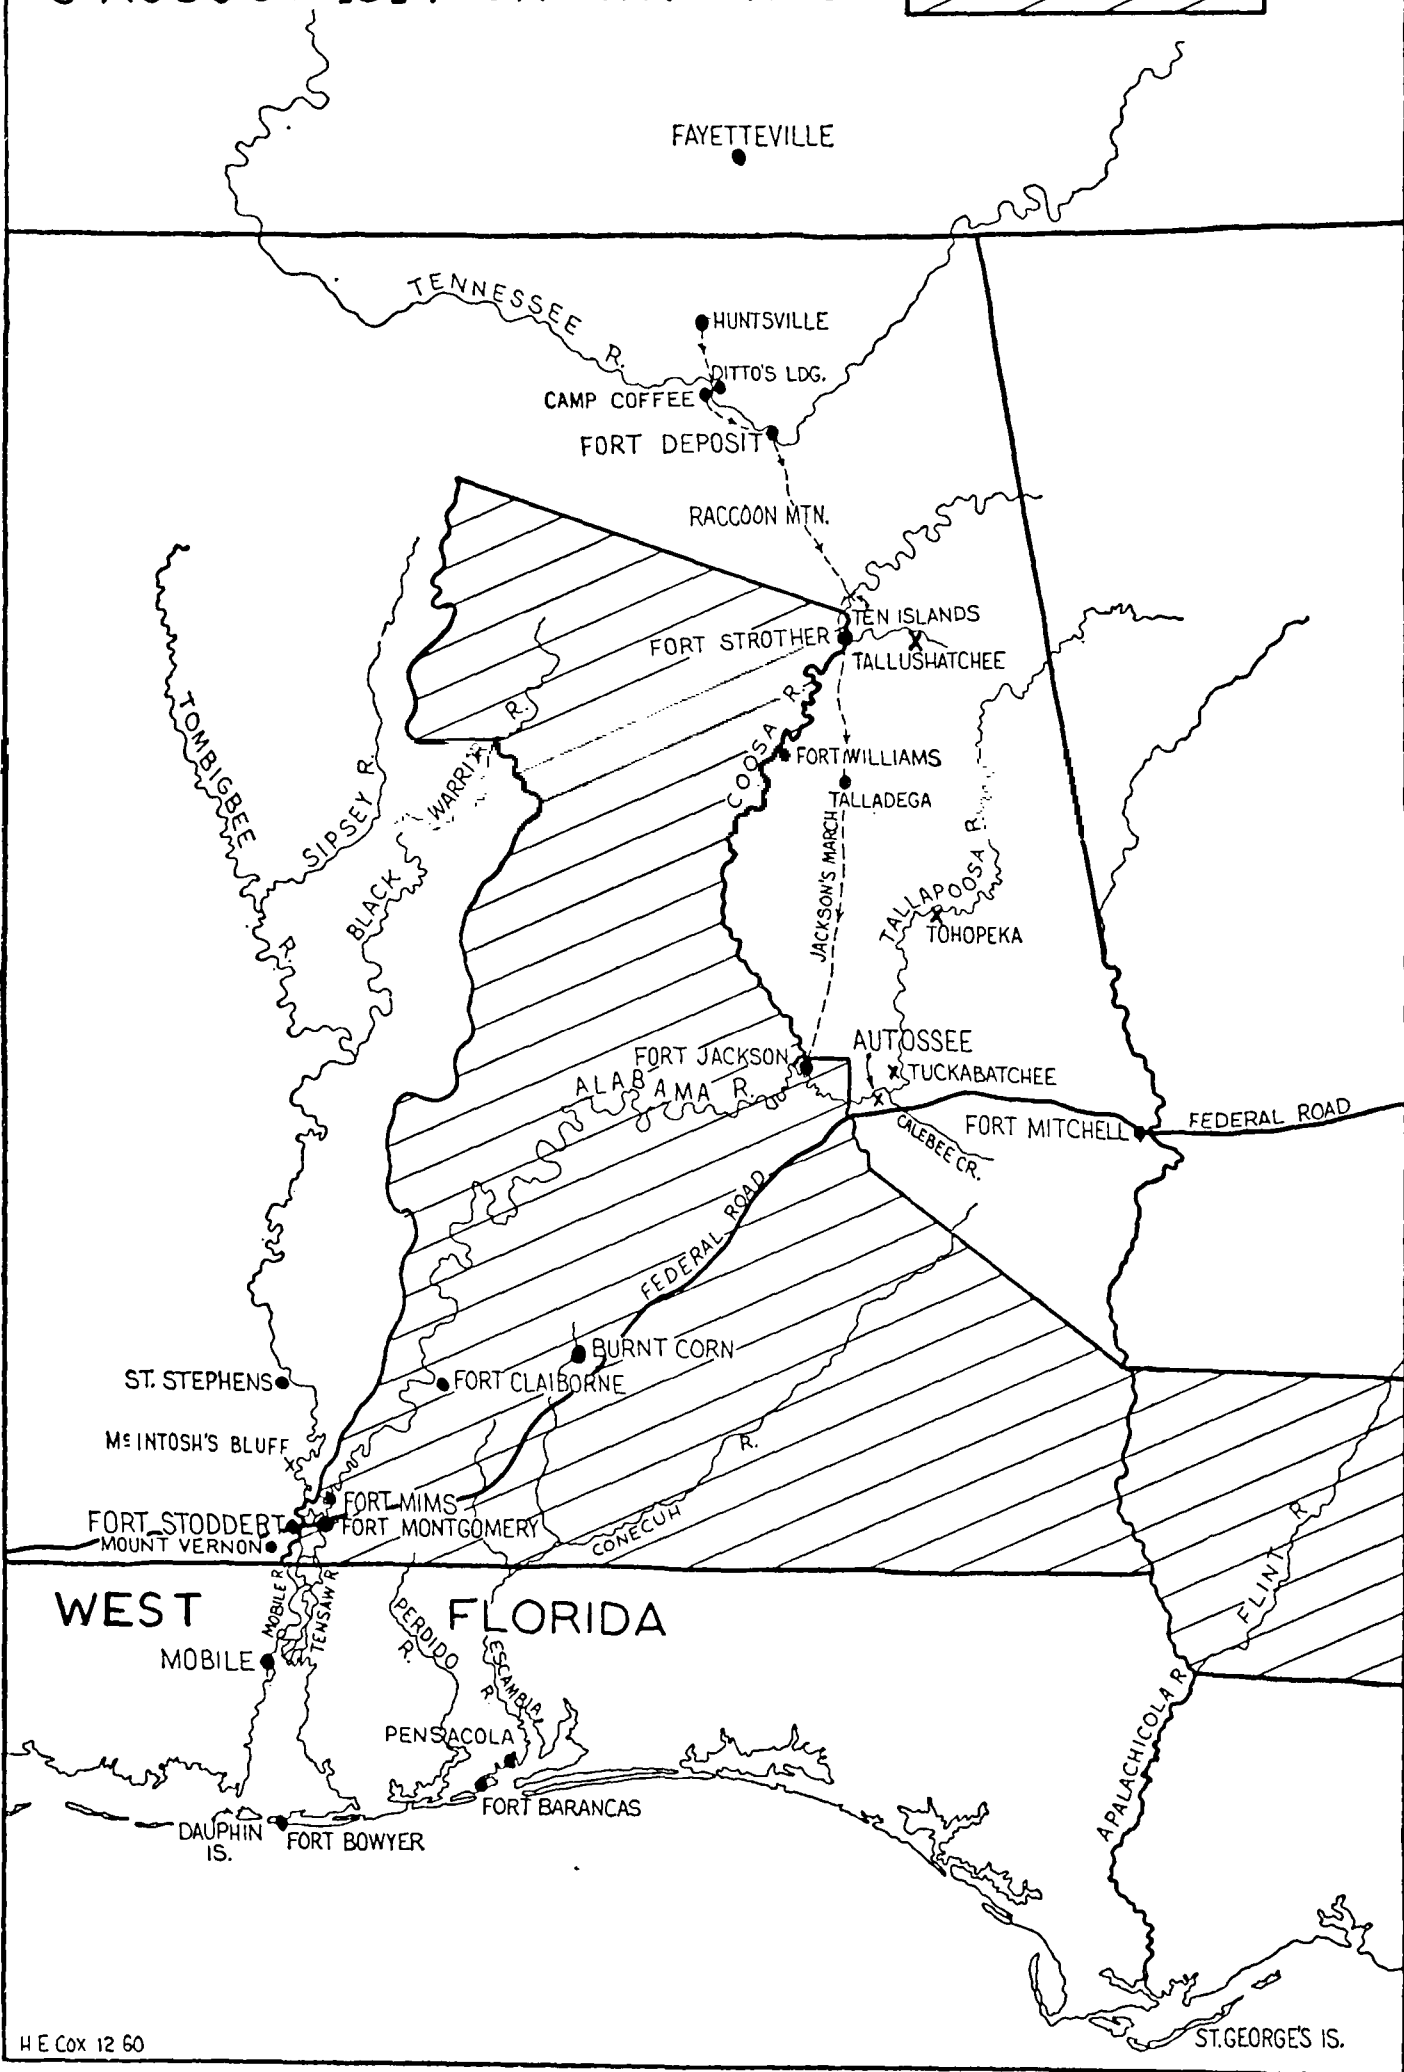 FAYETTEVILLE
TENNESSEE R.
HUNTSVILLE
DITTO'S LDG.
CAMP COFFEE
FORT DEPOSIT
RACCOON MTN.
TEN ISLANDS
FORT STROTHER
TALLUSHATCHEE
TOMBIGBEE R.
SIPSEY R.
BLACK WARRIOR R.
COOSA R.
FORT WILLIAMS
TALLADEGA
JACKSON'S MARCH
TALLAPOOSA R.
TOHOPEKA
AUTOSSEE
FORT JACKSON
TUCKABATCHEE
ALABAMA R.
FORT MITCHELL
FEDERAL ROAD
CALEBEE CR.
FEDERAL ROAD
BURNT CORN
ST. STEPHENS
FORT CLAIBORNE
McINTOSH'S BLUFF
R.
FORT MIMS
FORT STODDERT
FORT MONTGOMERY
MOUNT VERNON
CONECUH
FLINT R.
WEST FLORIDA
MOBILE R.
TENSAW R.
PERDIDO R.
ESCAMBIA R.
MOBILE
APALACHICOLA R.
PENSACOLA
FORT BARANCAS
DAUPHIN IS.
FORT BOWYER
H E COX 12 60
ST. GEORGE'S IS.